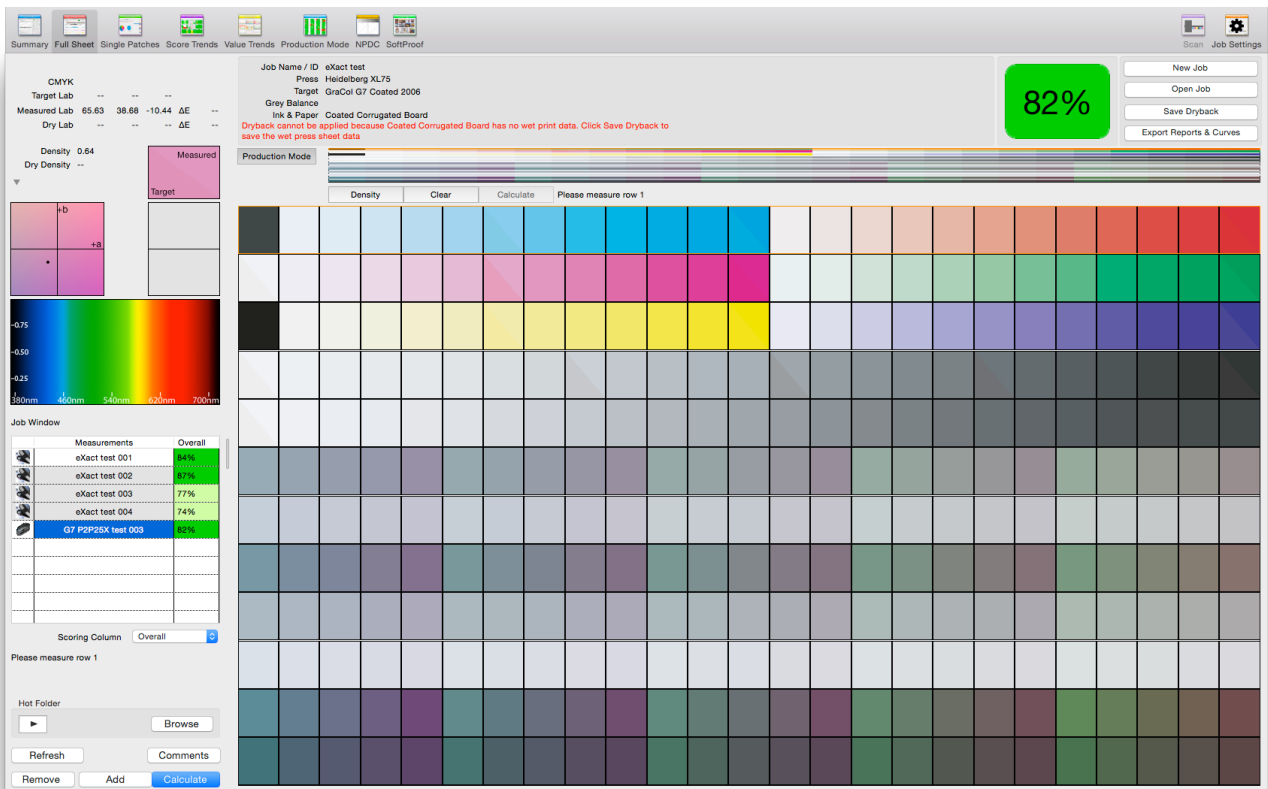 Summary Full Sheet Single Patches Score Trends Value Trends Production Mode NPDC SoftProof Scan Job Settings
CMYK
Target Lab -- -- --
Measured Lab 65.63 38.68 -10.44 ΔE --
Dry Lab -- -- -- ΔE --
Density 0.64
Dry Density --
Measured
Target
+b
+a
-0.75
-0.50
-0.25
380nm 460nm 540nm 620nm 700nm
Job Window
Measurements Overall
eXact test 001 84%
eXact test 002 87%
eXact test 003 77%
eXact test 004 74%
G7 P2P25X test 003 82%
Scoring Column Overall
Please measure row 1
Hot Folder
Browse
Refresh Comments
Remove Add Calculate
Job Name / ID eXact test
Press Heidelberg XL75
Target GraCol G7 Coated 2006
Grey Balance
Ink & Paper Coated Corrugated Board
Dryback cannot be applied because Coated Corrugated Board has no wet print data. Click Save Dryback to
save the wet press sheet data
82%
New Job
Open Job
Save Dryback
Export Reports & Curves
Production Mode
Density Clear Calculate Please measure row 1